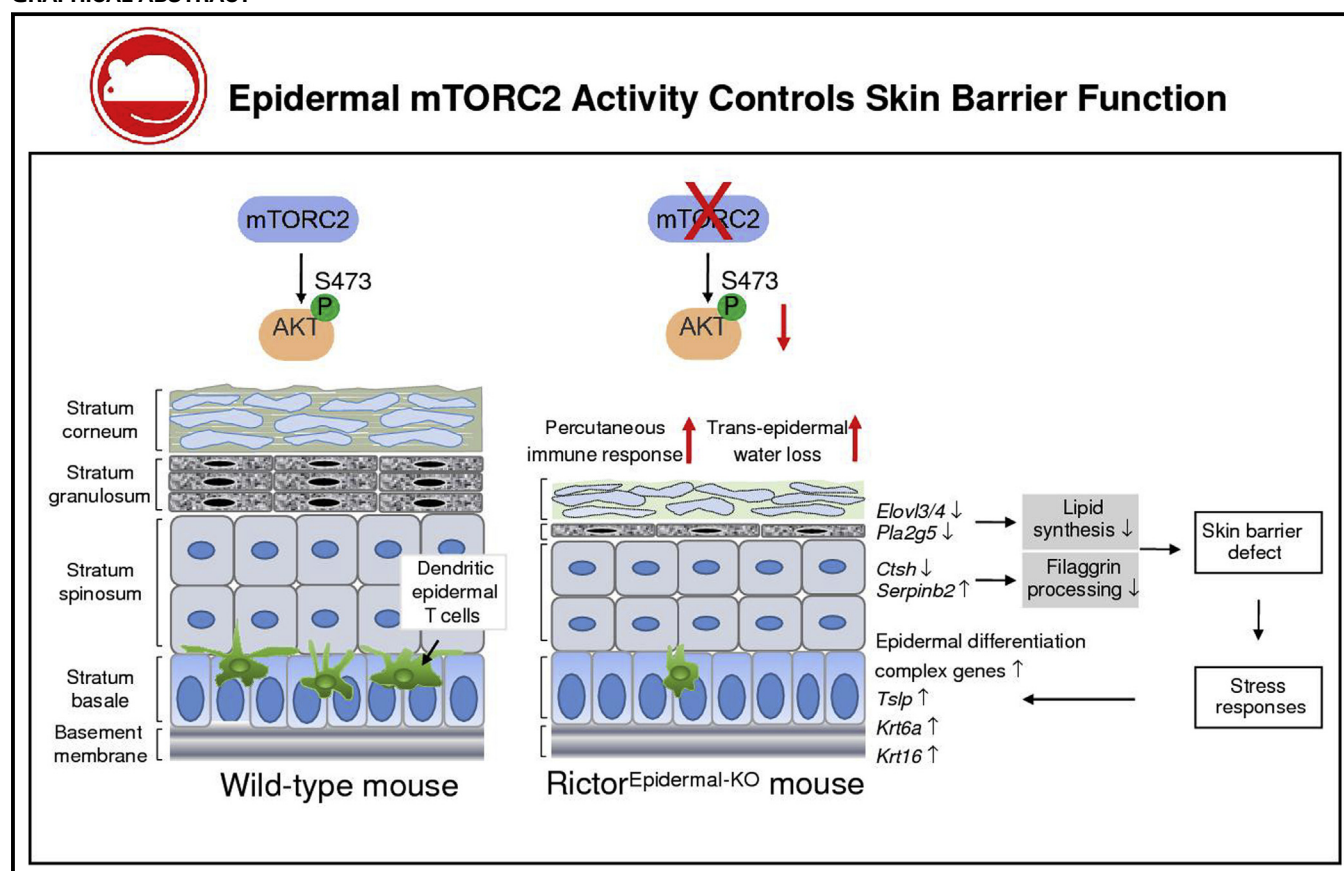 GRAPHICAL ABSTRACT
Epidermal mTORC2 Activity Controls Skin Barrier Function
mTORC2
S473
P
AKT
Stratum
corneum
Stratum
granulosum
Stratum
spinosum
Dendritic
epidermal
T cells
Stratum
basale
Basement
membrane
Wild-type mouse
mTORC2
S473
P
AKT
Percutaneous
immune response
Trans-epidermal
water loss
RictorEpidermal-KO mouse
Elovl3/4 ↓
Pla2g5 ↓
Ctsh ↓
Serpinb2 ↑
Lipid
synthesis ↓
Filaggrin
processing ↓
Skin barrier
defect
Stress
responses
Epidermal differentiation
complex genes ↑
Tslp ↑
Krt6a ↑
Krt16 ↑